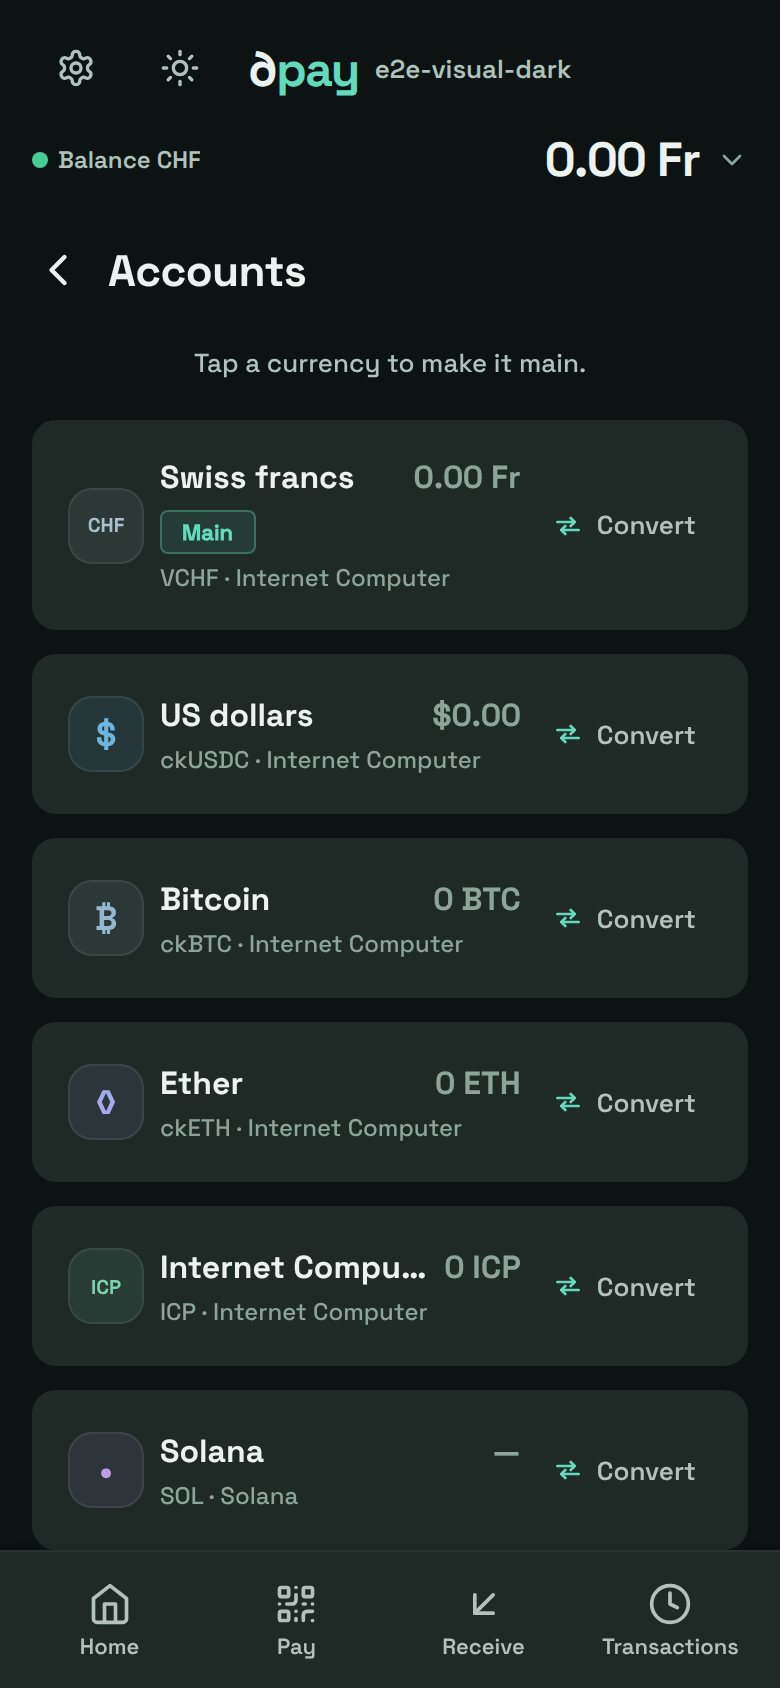 ∂pay e2e-visual-dark
Balance CHF 0.00 Fr
Accounts
Tap a currency to make it main.
CHF Swiss francs 0.00 Fr Convert
Main
VCHF · Internet Computer
$ US dollars $0.00 Convert
ckUSDC · Internet Computer
₿ Bitcoin 0 BTC Convert
ckBTC · Internet Computer
Ether 0 ETH Convert
ckETH · Internet Computer
ICP Internet Compu... 0 ICP Convert
ICP · Internet Computer
Solana — Convert
SOL · Solana
Home Pay Receive Transactions